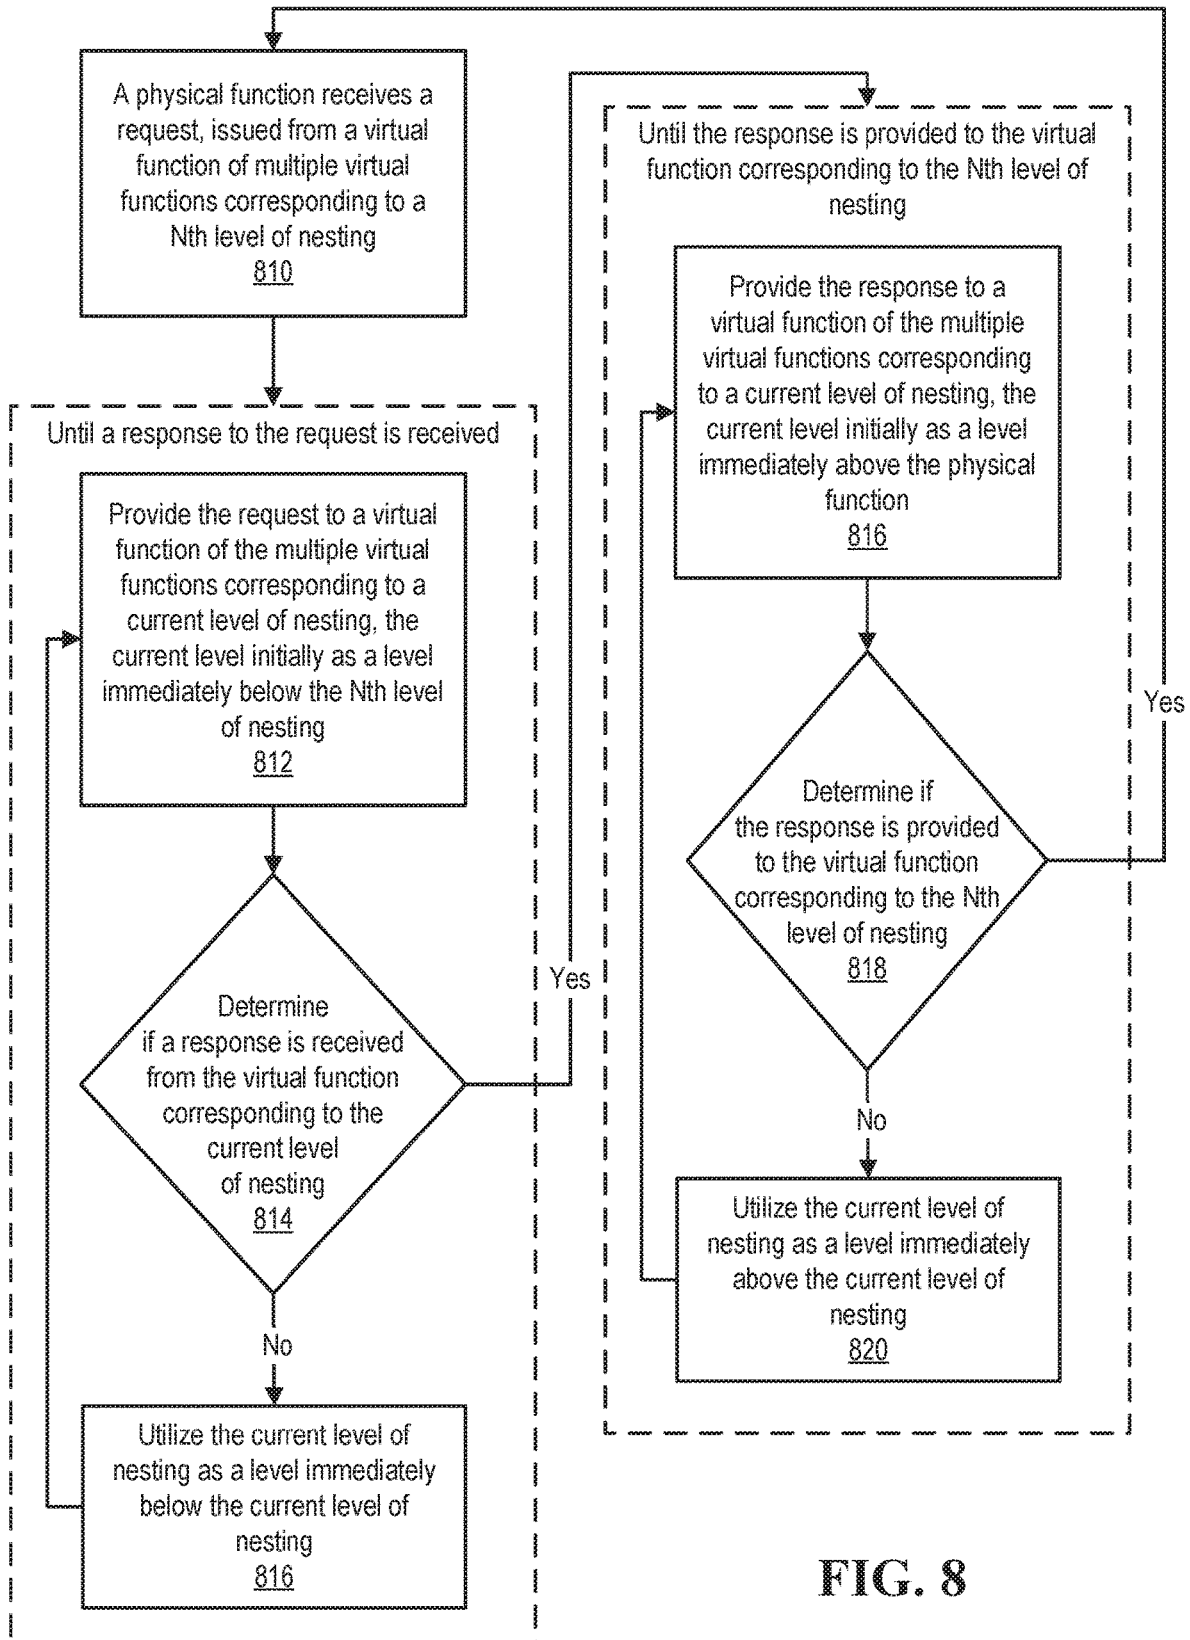 A physical function receives a
request, issued from a virtual
function of multiple virtual
functions corresponding to a
Nth level of nesting
810
Until a response to the request is received
Provide the request to a virtual
function of the multiple virtual
functions corresponding to a
current level of nesting, the
current level initially as a level
immediately below the Nth level
of nesting
812
Determine
if a response is received
from the virtual function
corresponding to the
current level
of nesting
814
Yes
No
Utilize the current level of
nesting as a level immediately
below the current level of
nesting
816
Until the response is provided to the virtual
function corresponding to the Nth level of
nesting
Provide the response to a
virtual function of the multiple
virtual functions corresponding
to a current level of nesting, the
current level initially as a level
immediately above the physical
function
816
Determine if
the response is provided
to the virtual function
corresponding to the Nth
level of nesting
818
Yes
No
Utilize the current level of
nesting as a level immediately
above the current level of
nesting
820
FIG. 8